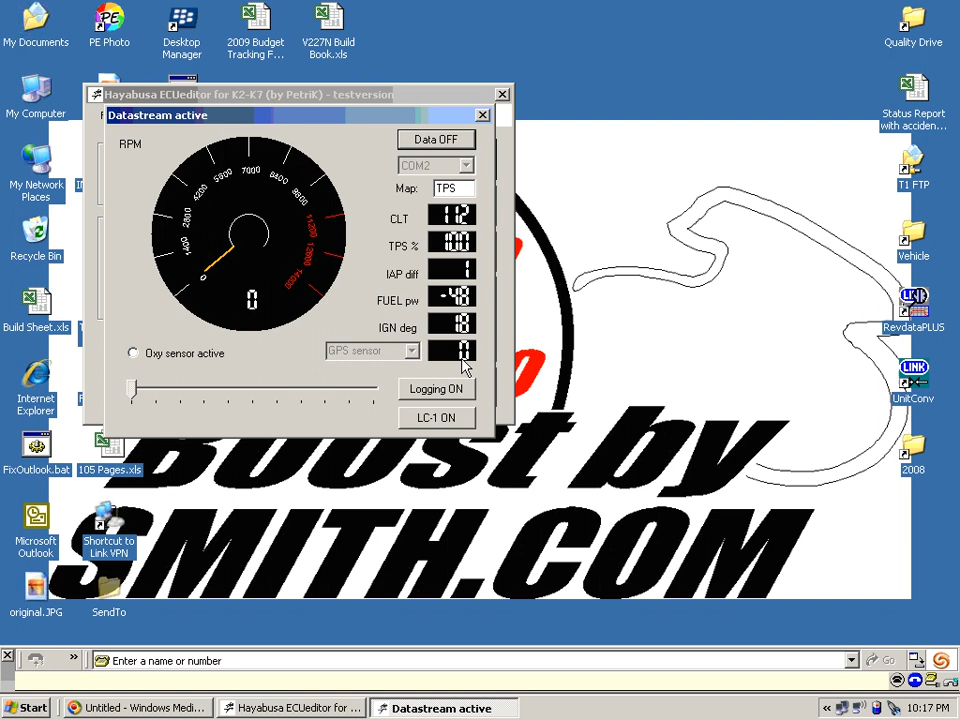 My Documents
PE Photo
Desktop
Manager
2009 Budget
Tracking F...
V227N Build
Book.xls
Quality Drive
My Computer
Status Report
with acciden...
My Network
Places
T1 FTP
Recycle Bin
Vehicle
Build Sheet.xls
RevdataPLUS
Internet
Explorer
LINK
UnitConv
FixOutlook.bat
105 Pages.xls
2008
Microsoft
Outlook
Shortcut to
Link VPN
original.JPG
SendTo
Hayabusa ECUeditor for K2-K7 (by PetriK) - testversion
Datastream active
RPM
Data OFF
COM2
Map: TPS
0 1400 2800 4200 5600 7000 8400 9800 11200 12600 14000
0
CLT 112
TPS % 100
IAP diff 1
FUEL pw -48
IGN deg 18
Oxy sensor active
GPS sensor 0
Logging ON
LC-1 ON
Boost by
SMITH.COM
» Enter a name or number Go
Start
Untitled - Windows Medi...
Hayabusa ECUeditor for ...
Datastream active
« 10:17 PM